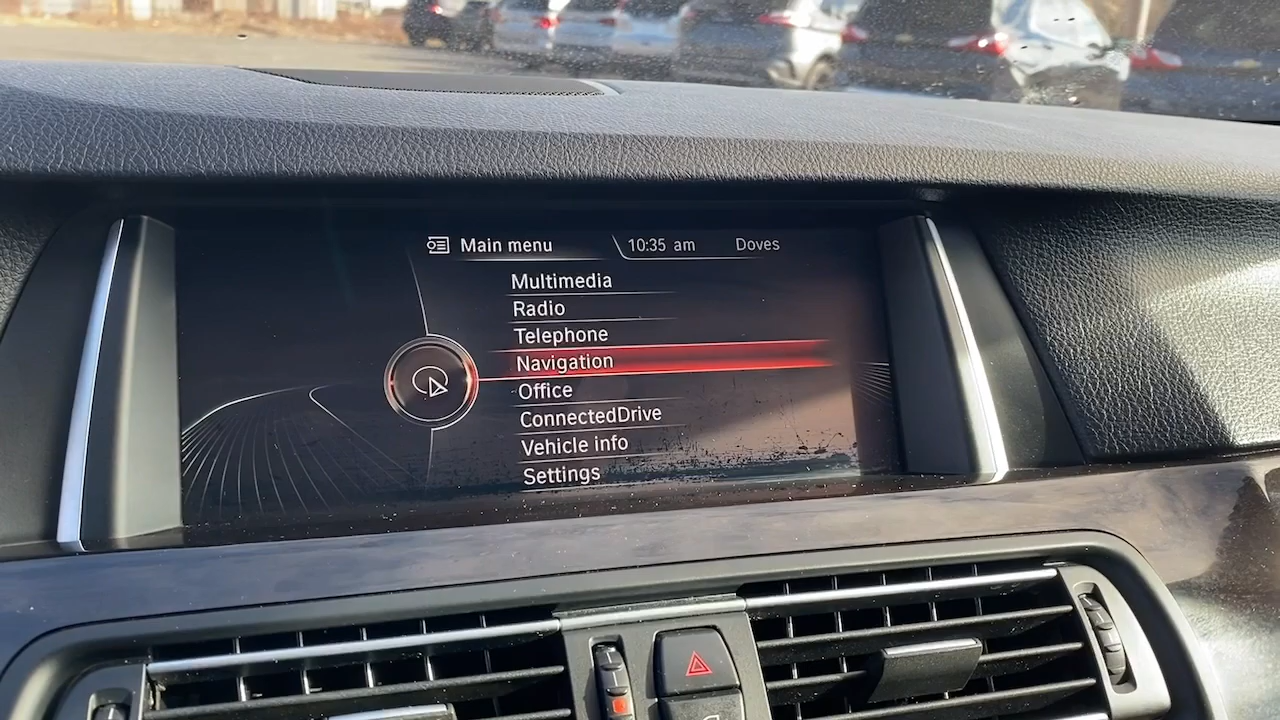 Main menu 10:35 am Doves
Multimedia
Radio
Telephone
Navigation
Office
ConnectedDrive
Vehicle info
Settings